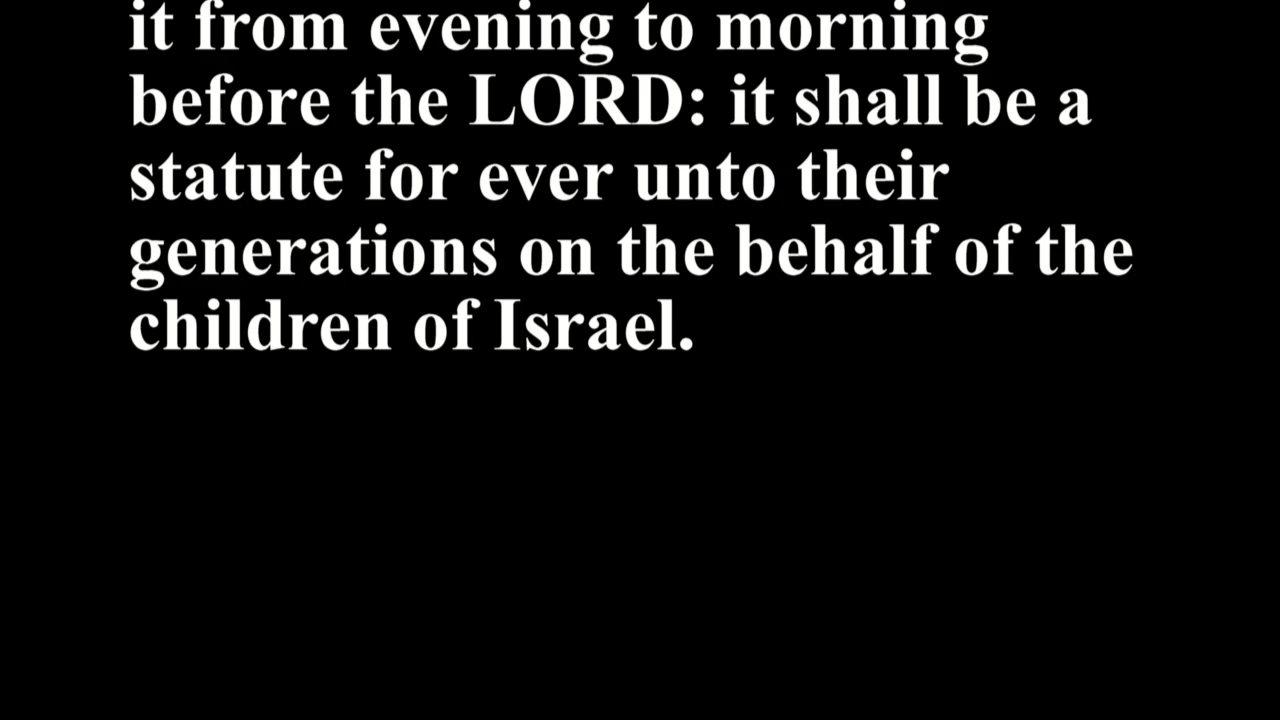 it from evening to morning
before the LORD: it shall be a
statute for ever unto their
generations on the behalf of the
children of Israel.